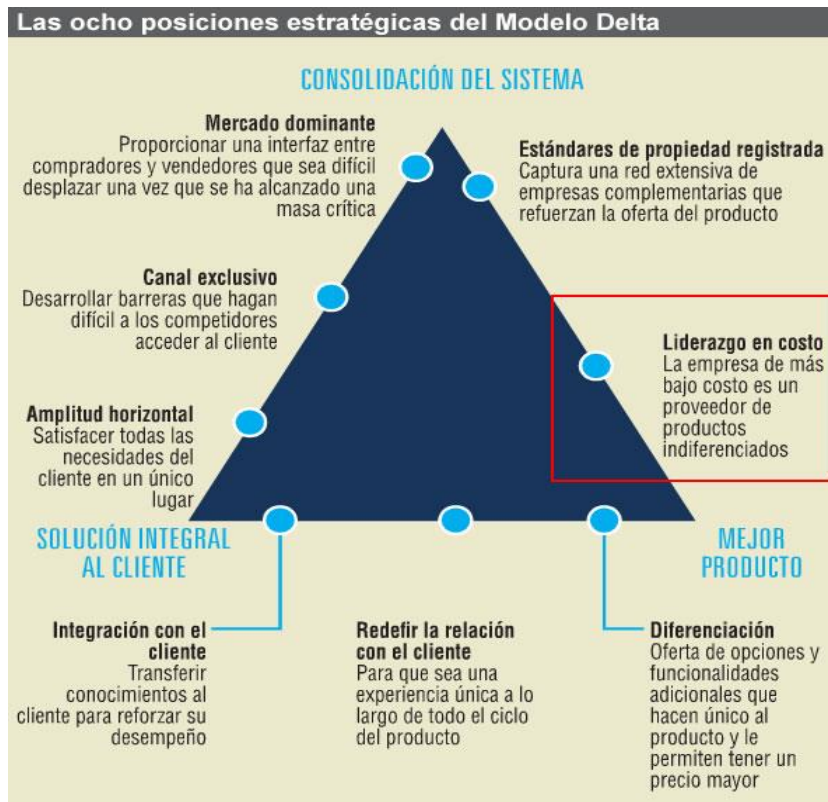 Las ocho posiciones estratégicas del Modelo Delta
CONSOLIDACIÓN DEL SISTEMA
Mercado dominante
Proporcionar una interfaz entre
compradores y vendedores que sea difícil
desplazar una vez que se ha alcanzado una
masa crítica
Estándares de propiedad registrada
Captura una red extensiva de
empresas complementarias que
refuerzan la oferta del producto
Canal exclusivo
Desarrollar barreras que hagan
difícil a los competidores
acceder al cliente
Liderazgo en costo
La empresa de más
bajo costo es un
proveedor de
productos
indiferenciados
Amplitud horizontal
Satisfacer todas las
necesidades del
cliente en un único
lugar
SOLUCIÓN INTEGRAL
AL CLIENTE
MEJOR
PRODUCTO
Integración con el
cliente
Transferir
conocimientos al
cliente para reforzar su
desempeño
Redefir la relación
con el cliente
Para que sea una
experiencia única a lo
largo de todo el ciclo
del producto
Diferenciación
Oferta de opciones y
funcionalidades
adicionales que
hacen único al
producto y le
permiten tener un
precio mayor